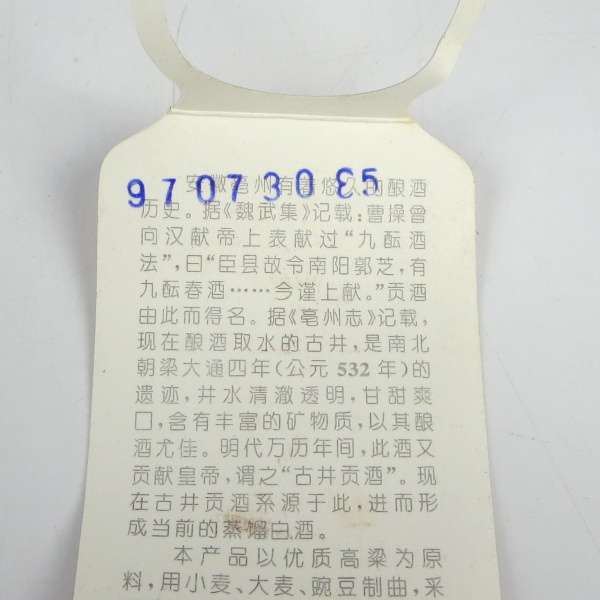 97073035
安徽亳州有着悠久的酿酒
历史。据《魏武集》记载:曹操曾
向汉献帝上表献过“九酝酒
法”,曰“臣县故令南阳郭芝,有
九酝春酒……今谨上献。”贡酒
由此而得名。据《亳州志》记载,
现在酿酒取水的古井,是南北
朝梁大通四年(公元532年)的
遗迹,井水清澈透明,甘甜爽
口,含有丰富的矿物质,以其酿
酒尤佳。明代万历年间,此酒又
贡献皇帝,谓之“古井贡酒”。现
在古井贡酒系源于此,进而形
成当前的蒸馏白酒。
本产品以优质高粱为原
料,用小麦、大麦、豌豆制曲,采